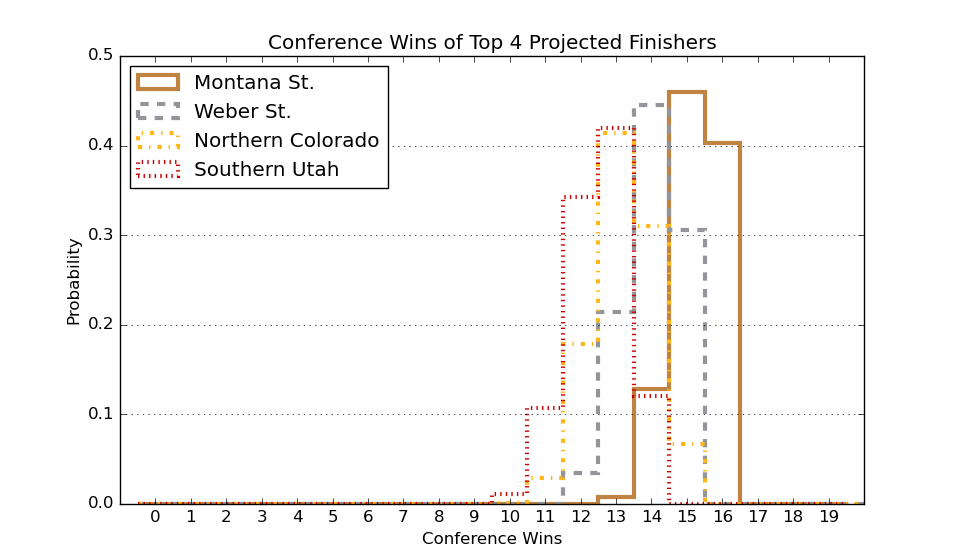 Conference Wins of Top 4 Projected Finishers
0.5
Montana St.
Weber St.
Northern Colorado
Southern Utah
0.4
0.3
Probability
0.2
0.1
0.0
0 1 2 3 4 5 6 7 8 9 10 11 12 13 14 15 16 17 18 19
Conference Wins